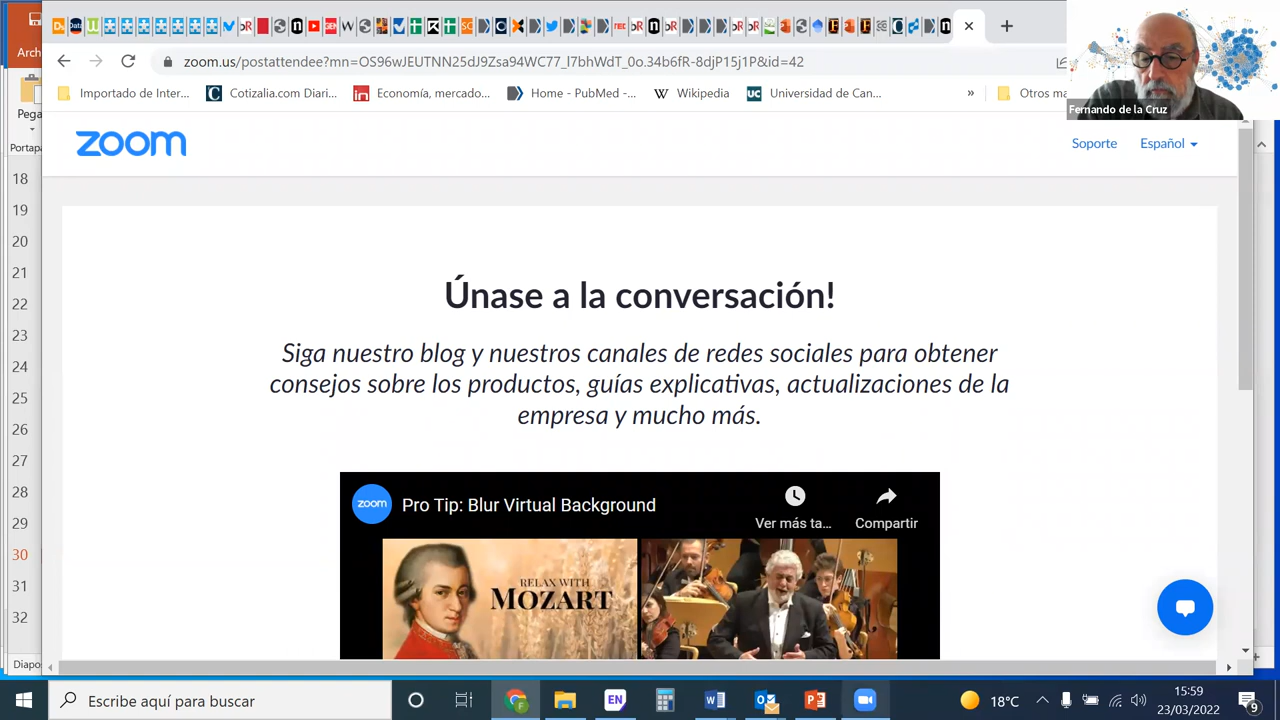 Arch
zoom.us/postattendee?mn=OS96wJEUTNN25dJ9Zsa94WC77_l7bhWdT_0o.34b6fR-8djP15j1P&id=42
Importado de Inter...
Cotizalia.com Diari...
Economía, mercado...
Home - PubMed -...
Wikipedia
Universidad de Can...
»
Otros ma
Fernando de la Cruz
Pega
Portapa
zoom
Soporte
Español
18
19
20
21
22
23
24
25
26
27
28
29
30
31
32
Únase a la conversación!
Siga nuestro blog y nuestros canales de redes sociales para obtener
consejos sobre los productos, guías explicativas, actualizaciones de la
empresa y mucho más.
zoom
Pro Tip: Blur Virtual Background
Ver más ta...
Compartir
RELAX WITH
MOZART
Diapo
Escribe aquí para buscar
EN
18°C
15:59
23/03/2022
9